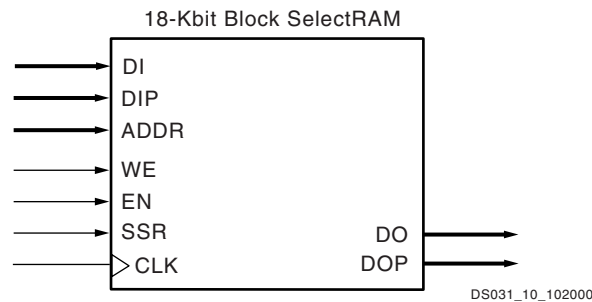 18-Kbit Block SelectRAM
DI
DIP
ADDR
WE
EN
SSR
CLK
DO
DOP
DS031_10_102000